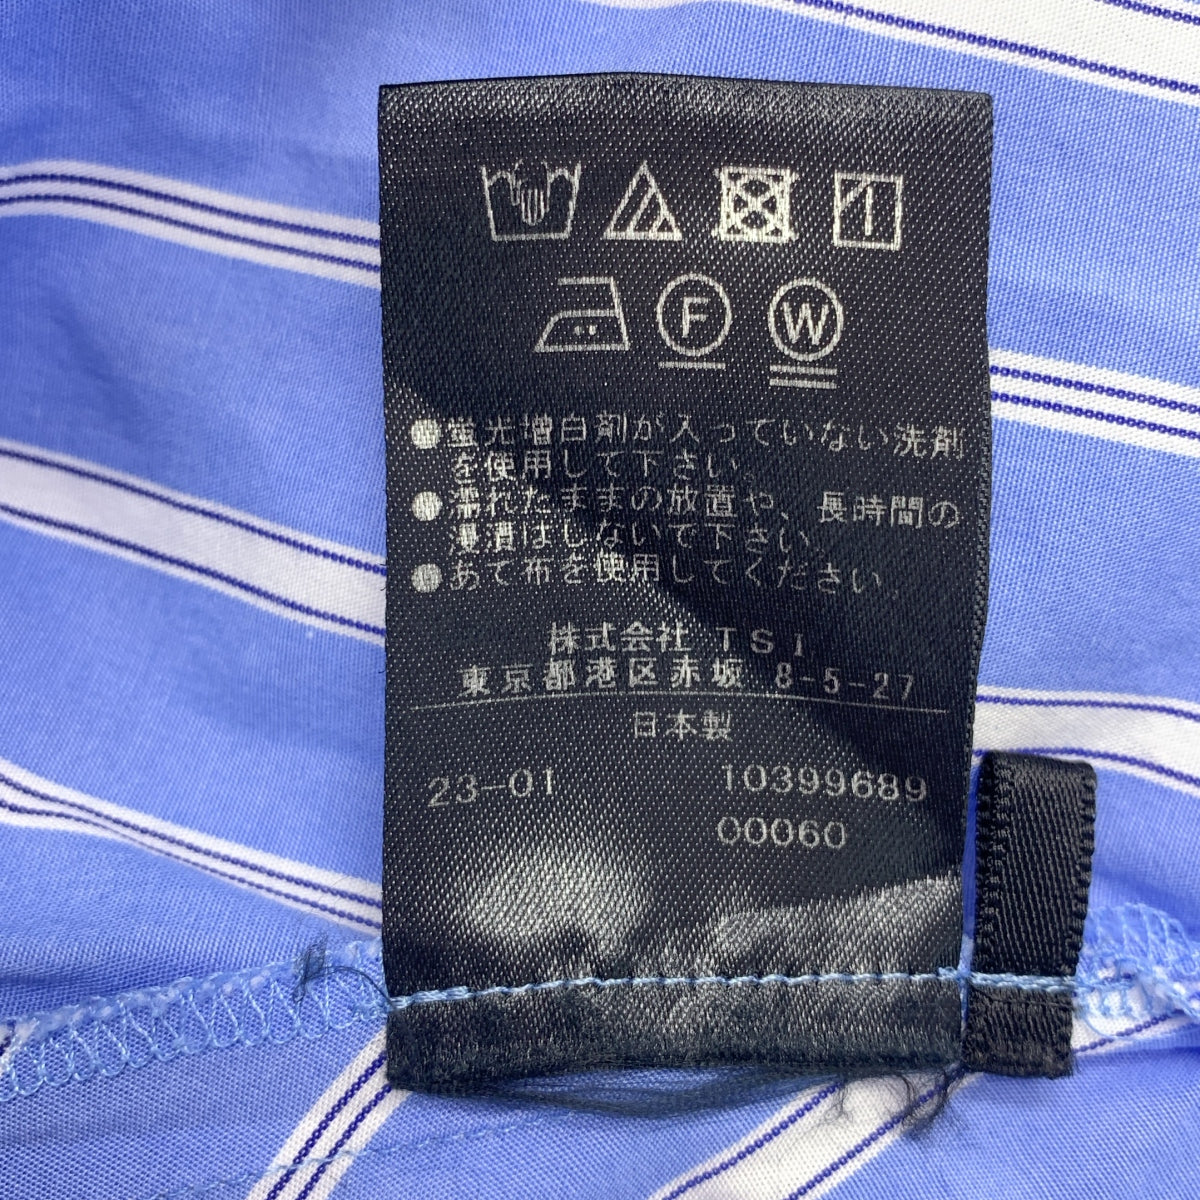 F W
●蛍光増白剤が入っていない洗剤
を使用して下さい。
●濡れたままの放置や、長時間の
浸漬はしないで下さい。
●あて布を使用してください
株式会社 TSI
東京都港区赤坂 8-5-27
日本製
23-01 10399689
00060